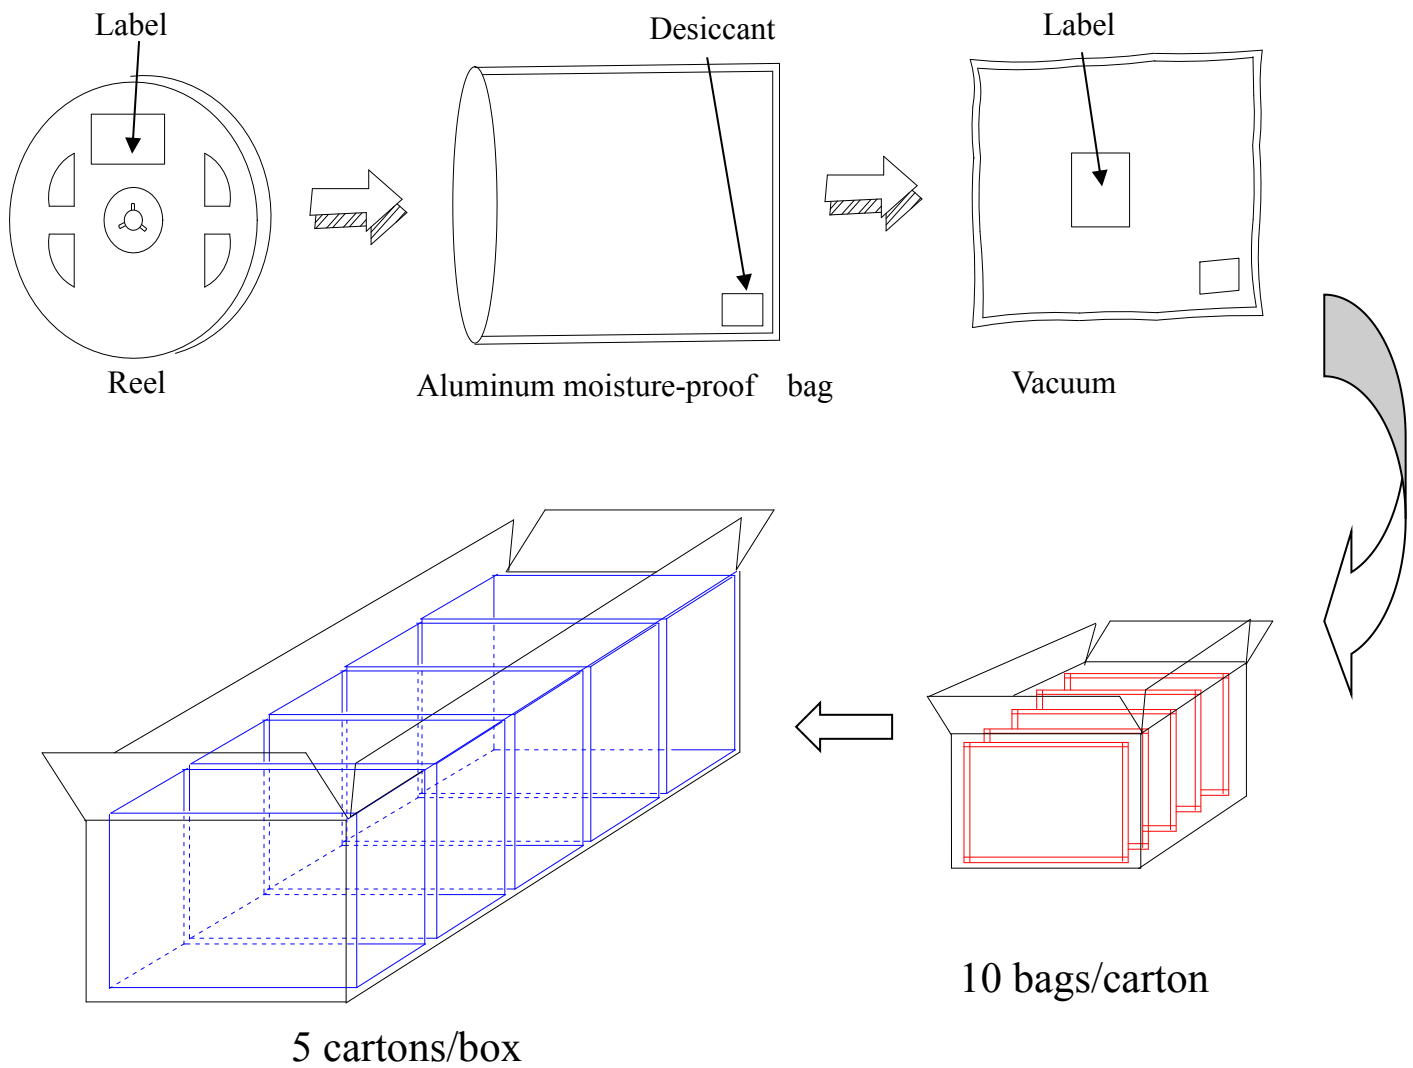 Label
Desiccant
Label
Reel
Aluminum moisture-proof bag
Vacuum
10 bags/carton
5 cartons/box